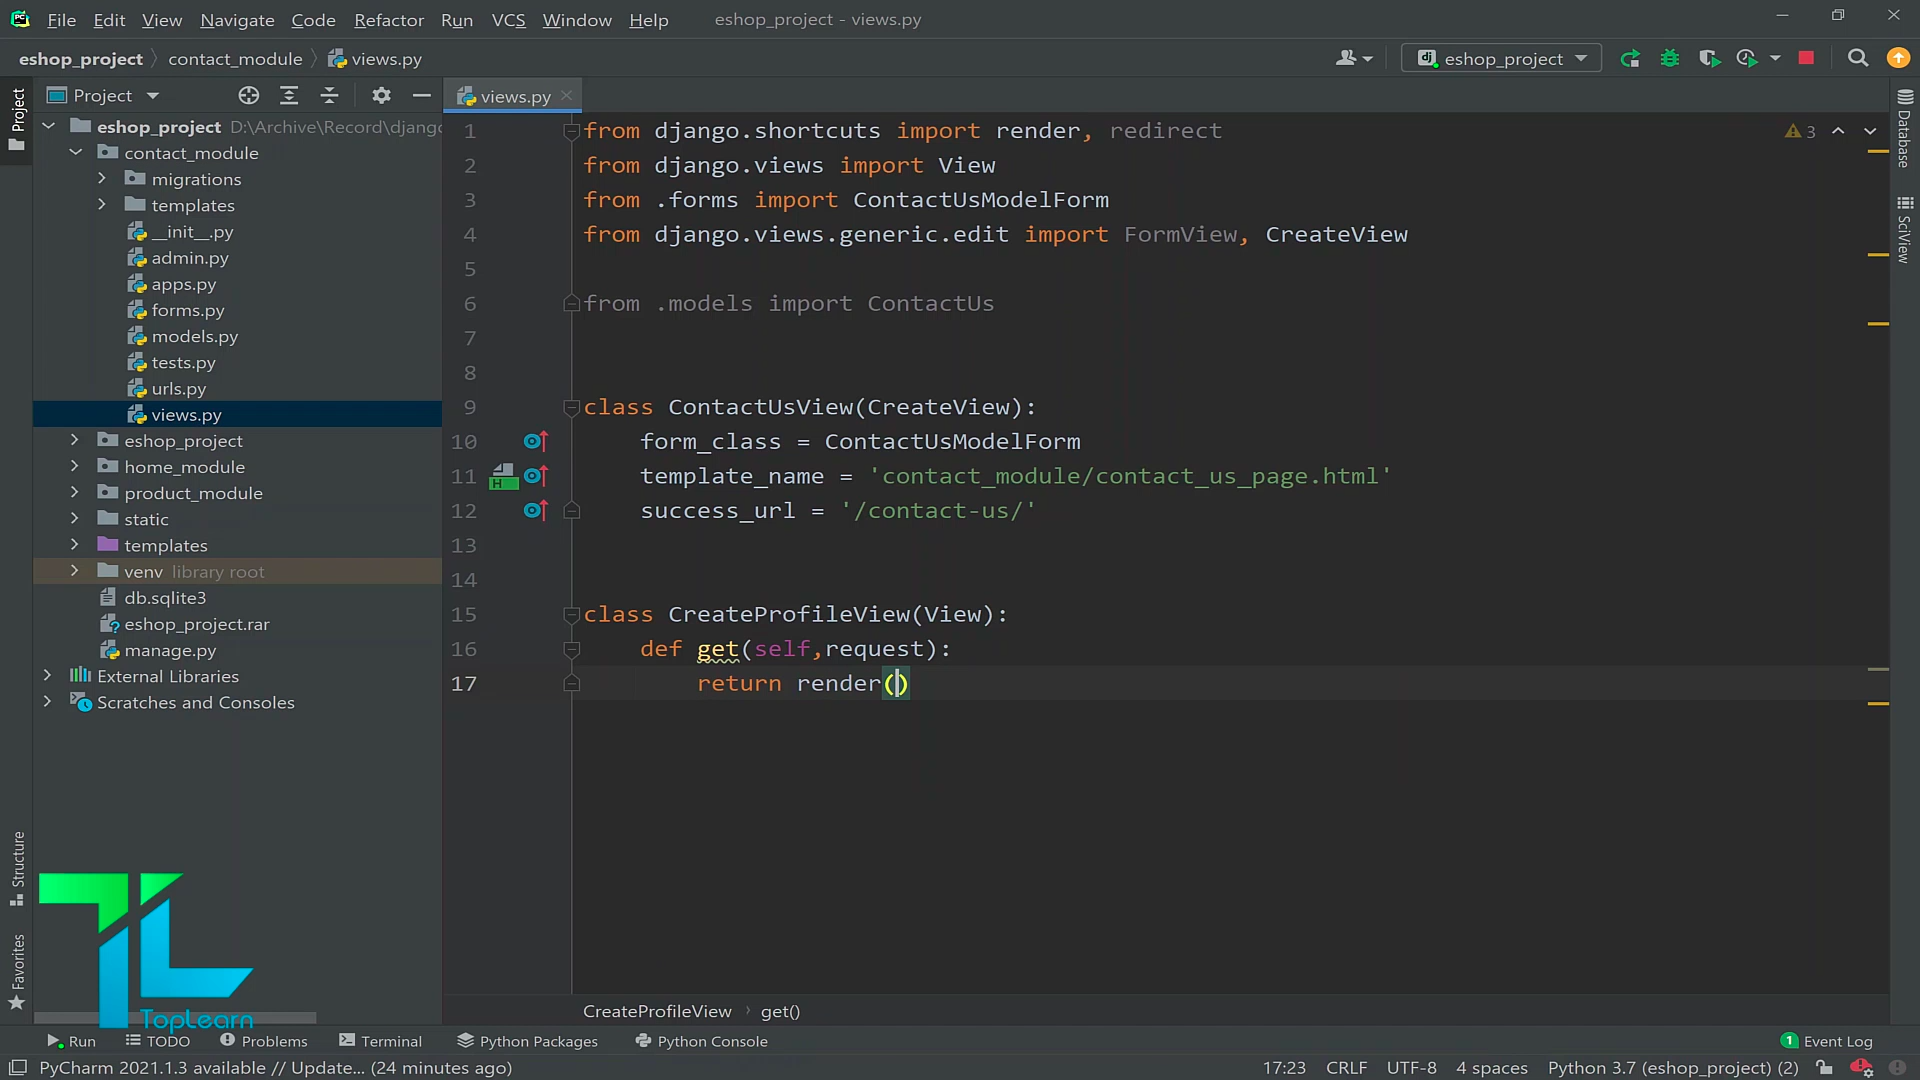 File Edit View Navigate Code Refactor Run VCS Window Help eshop_project - views.py
eshop_project contact_module views.py eshop_project
Project
Project
eshop_project D:\Archive\Record\djang
contact_module
migrations
templates
__init__.py
admin.py
apps.py
forms.py
models.py
tests.py
urls.py
views.py
eshop_project
home_module
product_module
static
templates
venv library root
db.sqlite3
eshop_project.rar
manage.py
External Libraries
Scratches and Consoles
Structure
Favorites
TopLearn
views.py
3
1 from django.shortcuts import render, redirect
2 from django.views import View
3 from .forms import ContactUsModelForm
4 from django.views.generic.edit import FormView, CreateView
5
6 from .models import ContactUs
7
8
9 class ContactUsView(CreateView):
10 form_class = ContactUsModelForm
11 template_name = 'contact_module/contact_us_page.html'
12 success_url = '/contact-us/'
13
14
15 class CreateProfileView(View):
16 def get(self,request):
17 return render()
CreateProfileView › get()
Database
SciView
Run TODO Problems Terminal Python Packages Python Console 1 Event Log
PyCharm 2021.1.3 available // Update... (24 minutes ago) 17:23 CRLF UTF-8 4 spaces Python 3.7 (eshop_project) (2)